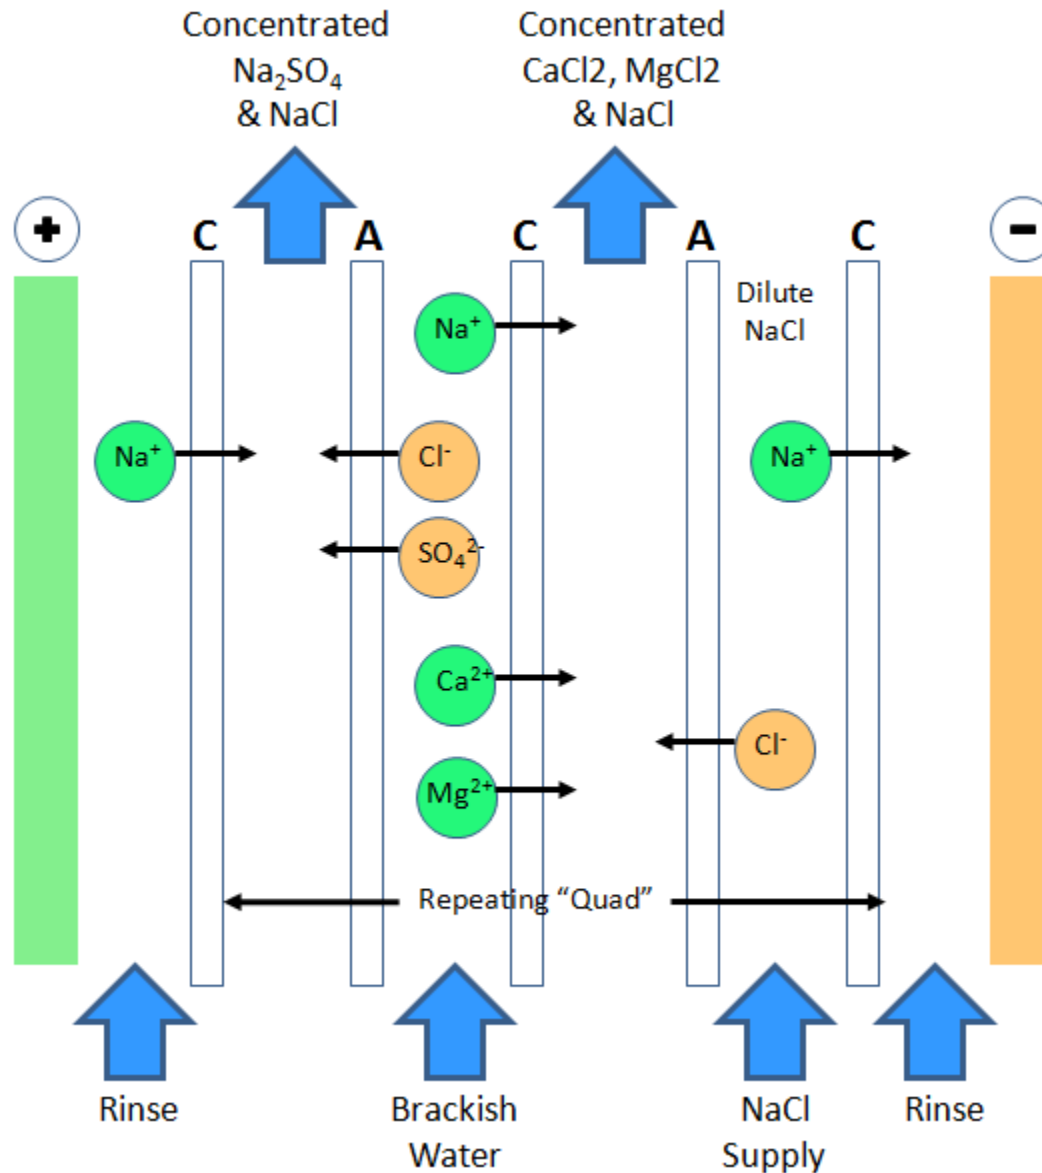 Concentrated
Na₂SO₄
& NaCl
Concentrated
CaCl2, MgCl2
& NaCl
+
C
A
C
A
C
−
Dilute
NaCl
Na⁺
Na⁺
Cl⁻
Na⁺
SO₄²⁻
Ca²⁺
Cl⁻
Mg²⁺
Repeating “Quad”
Rinse
Brackish
Water
NaCl
Supply
Rinse